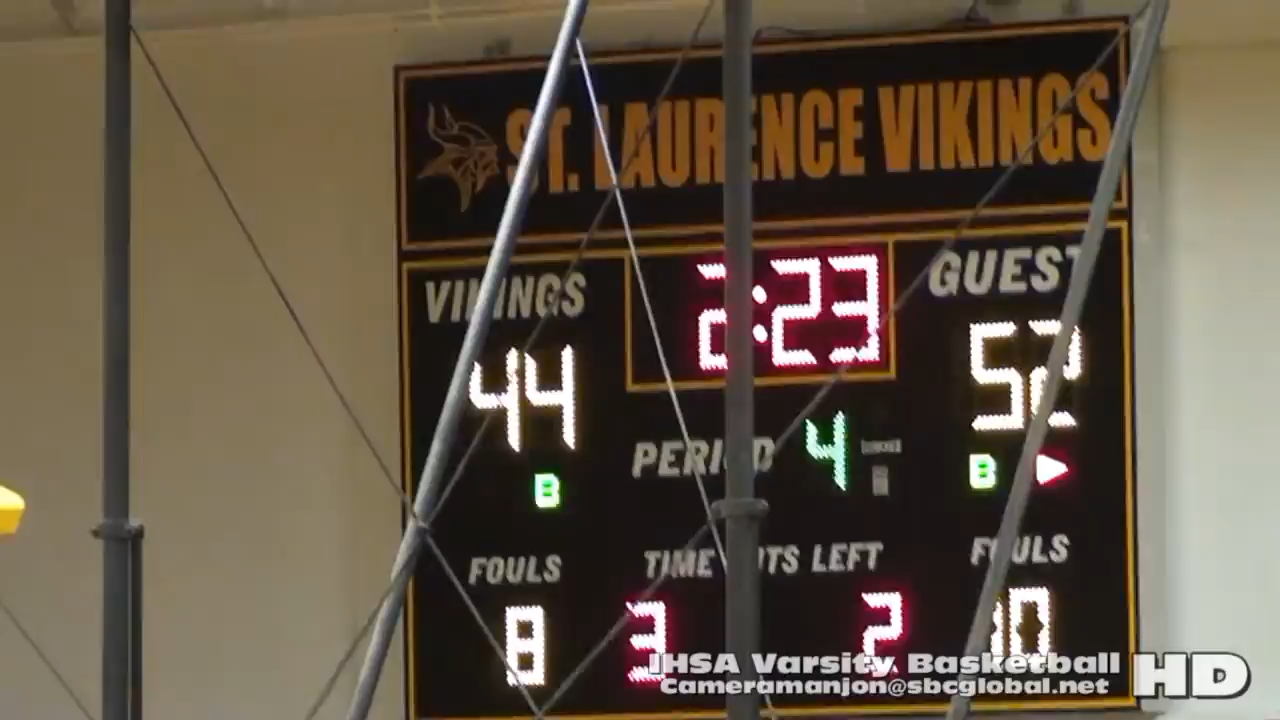 ST. LAURENCE VIKINGS
VIKINGS
2:23
GUEST
44
52
PERIOD 4
B
B
FOULS
TIME OUTS LEFT
FOULS
8
3
2
10
IHSA Varsity Basketball HD
Cameramanjon@sbcglobal.net